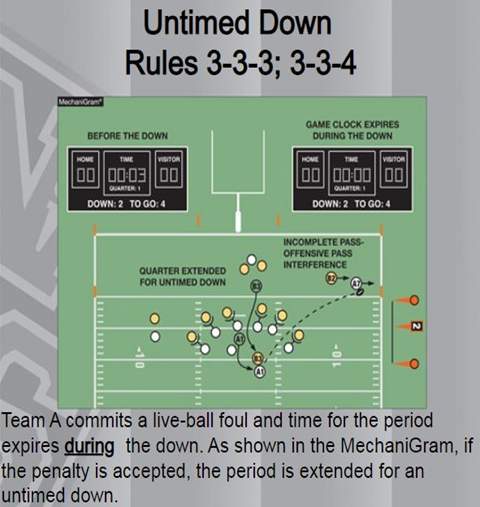 Untimed Down
Rules 3-3-3; 3-3-4
MechaniGram®
BEFORE THE DOWN
HOME TIME VISITOR
00 00:03 00
QUARTER: 1
DOWN: 2 TO GO: 4
GAME CLOCK EXPIRES
DURING THE DOWN
HOME TIME VISITOR
00 00:00 00
QUARTER: 1
DOWN: 2 TO GO: 4
INCOMPLETE PASS-
OFFENSIVE PASS
INTERFERENCE
QUARTER EXTENDED
FOR UNTIMED DOWN
B2 A7
B3
A1
B3
A1
2
10
10
Team A commits a live-ball foul and time for the period
expires during the down. As shown in the MechaniGram, if
the penalty is accepted, the period is extended for an
untimed down.